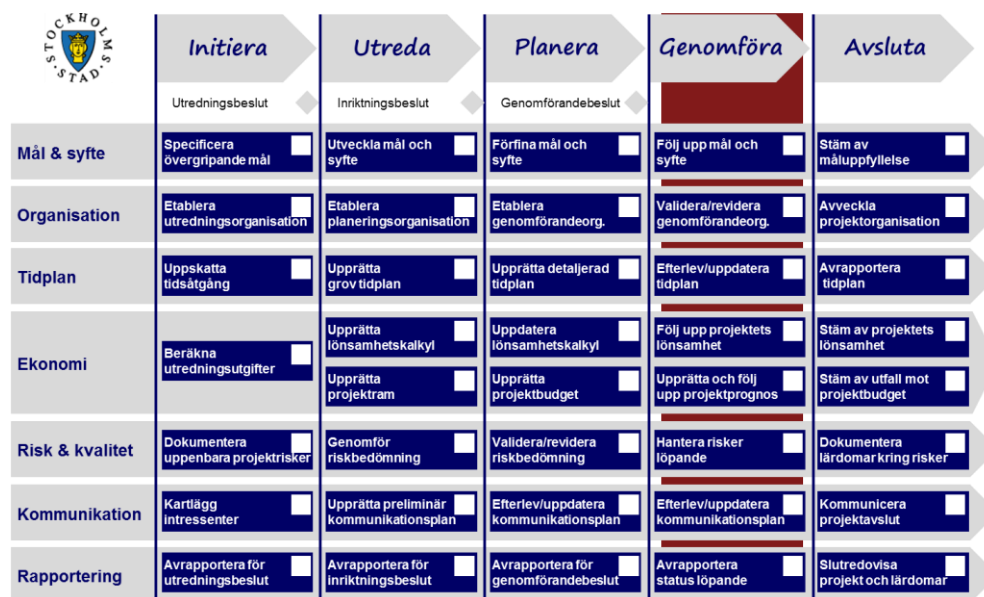 STOCKHOLMS
STAD
Initiera
Utreda
Planera
Genomföra
Avsluta
Utredningsbeslut
Inriktningsbeslut
Genomförandebeslut
Mål & syfte
Specificera
övergripande mål
Utveckla mål och
syfte
Förfina mål och
syfte
Följ upp mål och
syfte
Stäm av
måluppfyllelse
Organisation
Etablera
utredningsorganisation
Etablera
planeringsorganisation
Etablera
genomförandeorg.
Validera/revidera
genomförandeorg.
Avveckla
projektorganisation
Tidplan
Uppskatta
tidsåtgång
Upprätta
grov tidplan
Upprätta detaljerad
tidplan
Efterlev/uppdatera
tidplan
Avrapportera
tidplan
Ekonomi
Beräkna
utredningsutgifter
Upprätta
lönsamhetskalkyl
Uppdatera
lönsamhetskalkyl
Följ upp projektets
lönsamhet
Stäm av projektets
lönsamhet
Upprätta
projektram
Upprätta
projektbudget
Upprätta och följ
upp projektprognos
Stäm av utfall mot
projektbudget
Risk & kvalitet
Dokumentera
uppenbara projektrisker
Genomför
riskbedömning
Validera/revidera
riskbedömning
Hantera risker
löpande
Dokumentera
lärdomar kring risker
Kommunikation
Kartlägg
intressenter
Upprätta preliminär
kommunikationsplan
Efterlev/uppdatera
kommunikationsplan
Efterlev/uppdatera
kommunikationsplan
Kommunicera
projektavslut
Rapportering
Avrapportera för
utredningsbeslut
Avrapportera för
inriktningsbeslut
Avrapportera för
genomförandebeslut
Avrapportera
status löpande
Slutredovisa
projekt och lärdomar